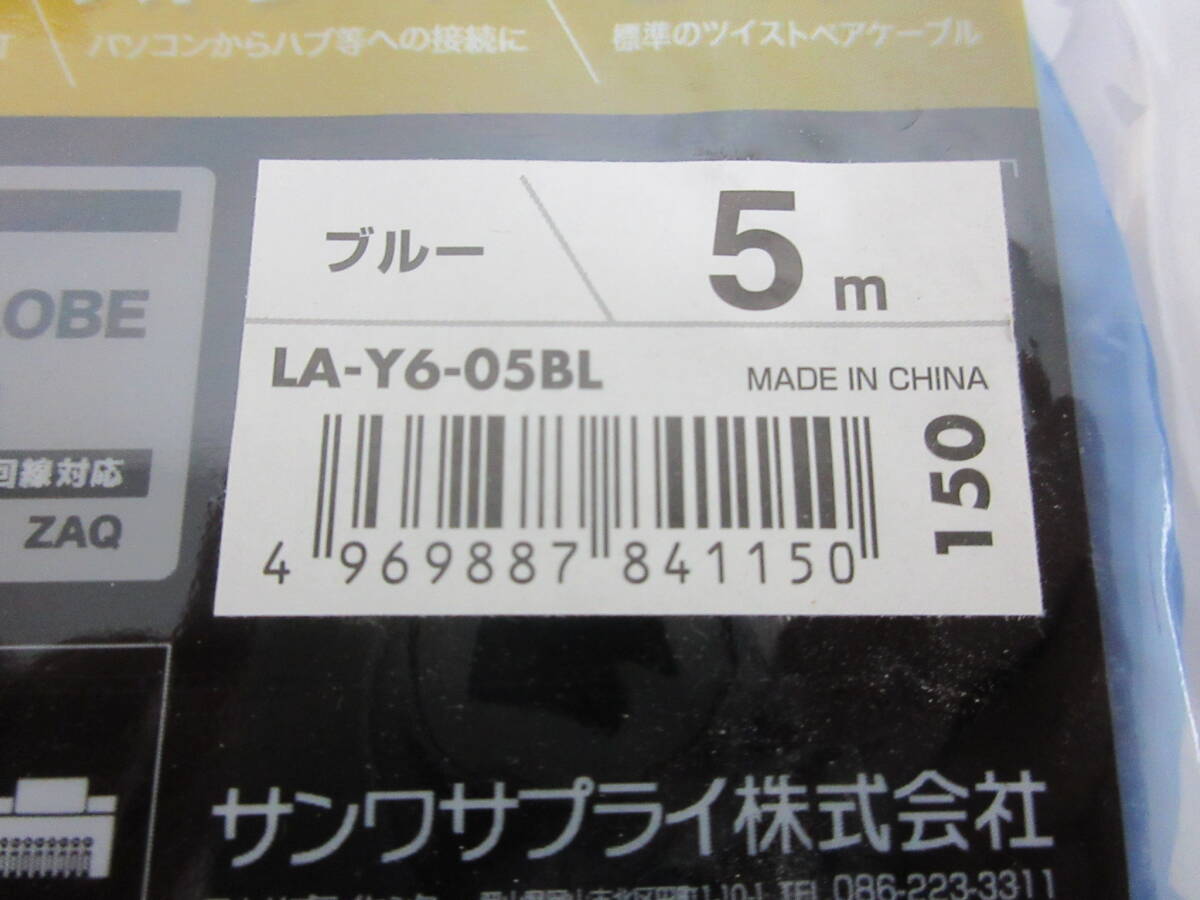 パソコンからハブ等への接続に
標準のツイストペアケーブル
ブルー
5 m
LA-Y6-05BL
MADE IN CHINA
150
4 969887 841150
LOBE
回線対応
ZAQ
サンワサプライ株式会社
TEL 086-223-3311